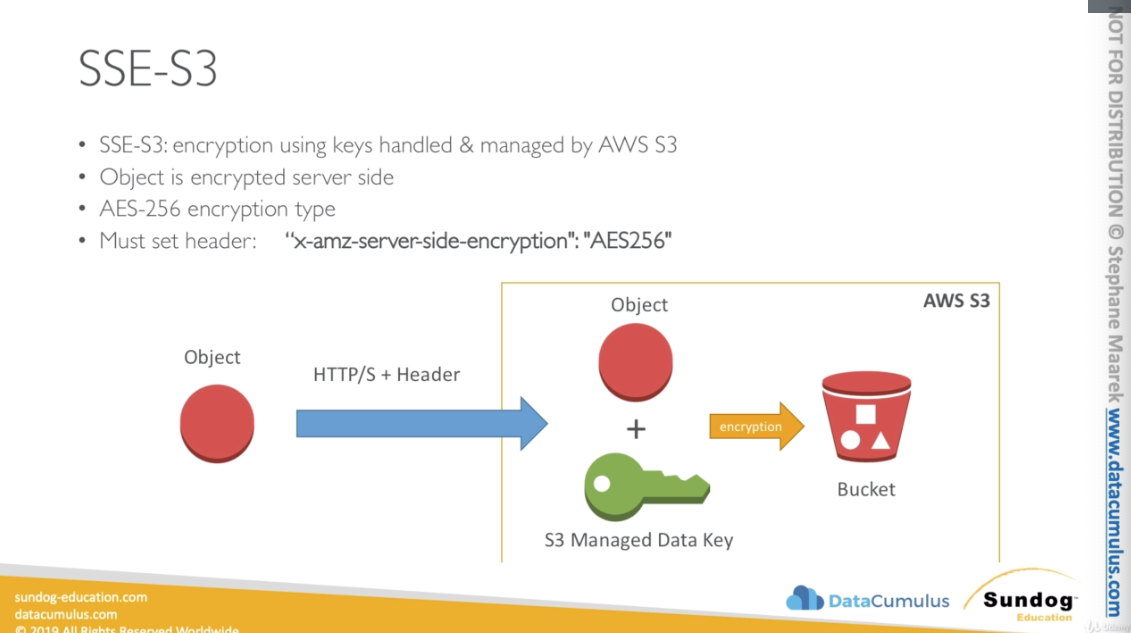 SSE-S3
• SSE-S3: encryption using keys handled & managed by AWS S3
• Object is encrypted server side
• AES-256 encryption type
• Must set header: “x-amz-server-side-encryption": "AES256"
AWS S3
Object
Object
HTTP/S + Header
+
encryption
Bucket
S3 Managed Data Key
sundog-education.com
datacumulus.com
© 2019 All Rights Reserved Worldwide
DataCumulus
Sundog
Education
NOT FOR DISTRIBUTION © Stephane Maarek www.datacumulus.com